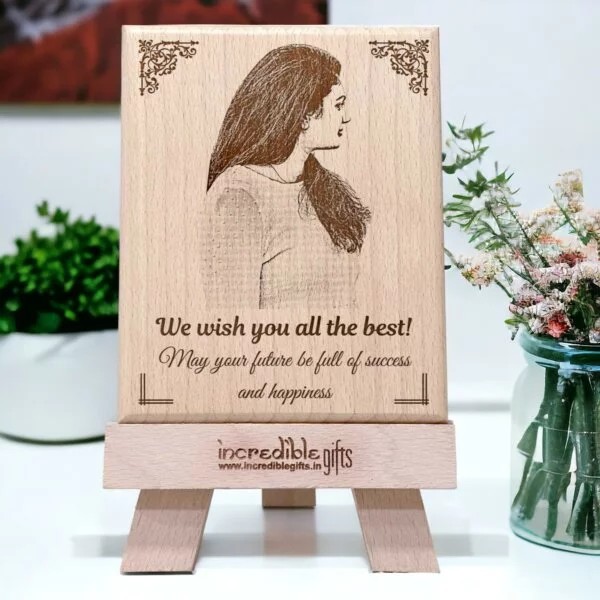 We wish you all the best!
May your future be full of success
and happiness
incredible gifts
www.incrediblegifts.in